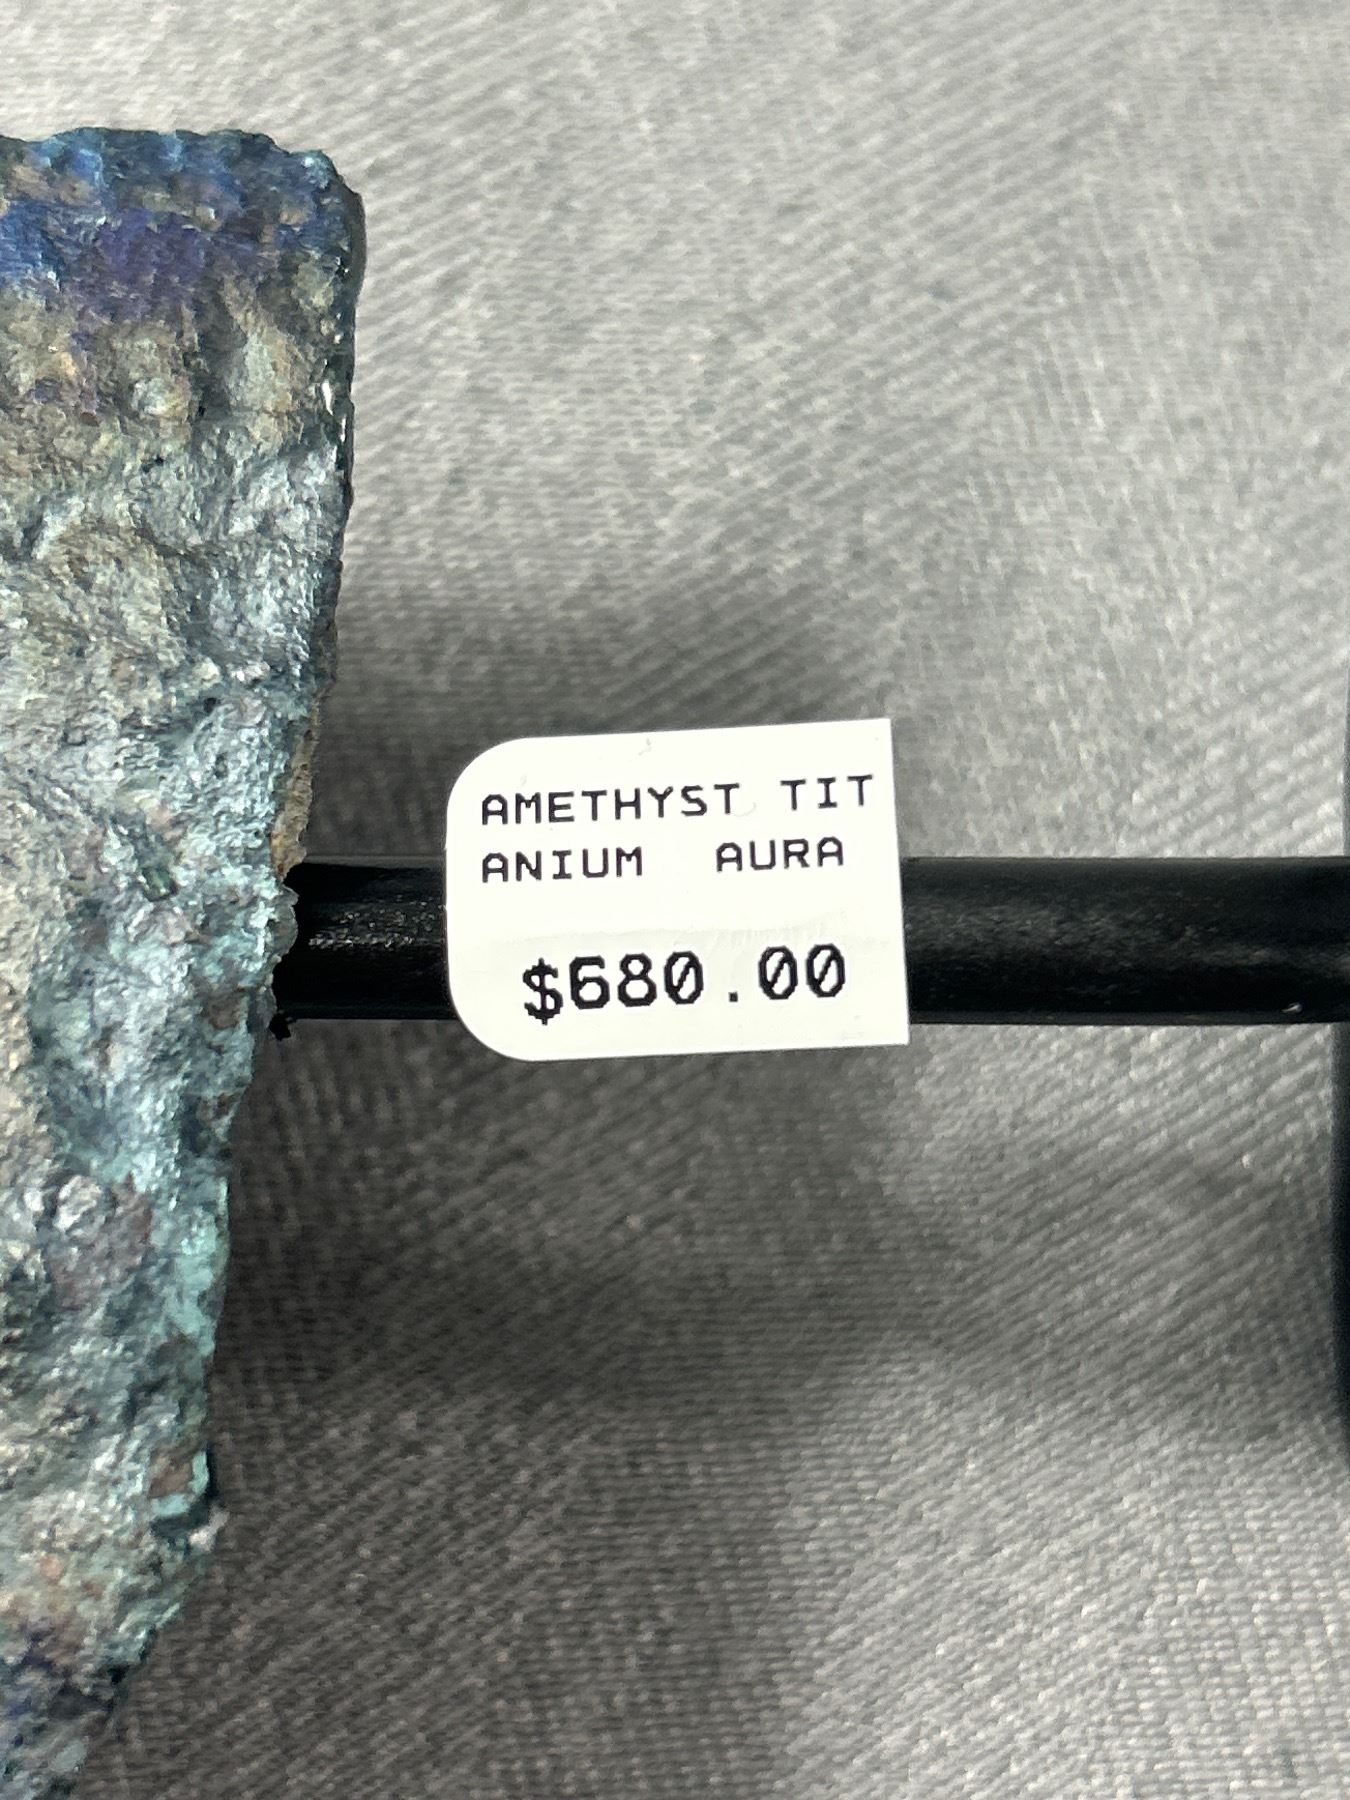 AMETHYST TIT
ANIUM AURA
$680.00